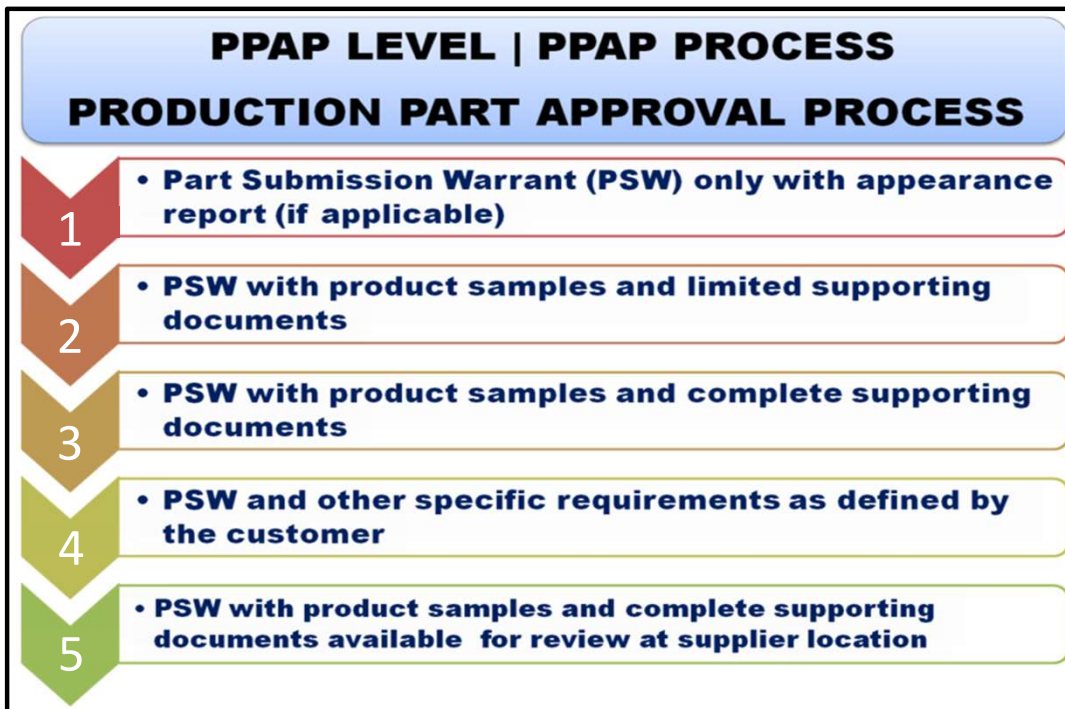 PPAP LEVEL | PPAP PROCESS
PRODUCTION PART APPROVAL PROCESS
1
• Part Submission Warrant (PSW) only with appearance
report (if applicable)
2
• PSW with product samples and limited supporting
documents
3
• PSW with product samples and complete supporting
documents
4
• PSW and other specific requirements as defined by
the customer
5
• PSW with product samples and complete supporting
documents available for review at supplier location